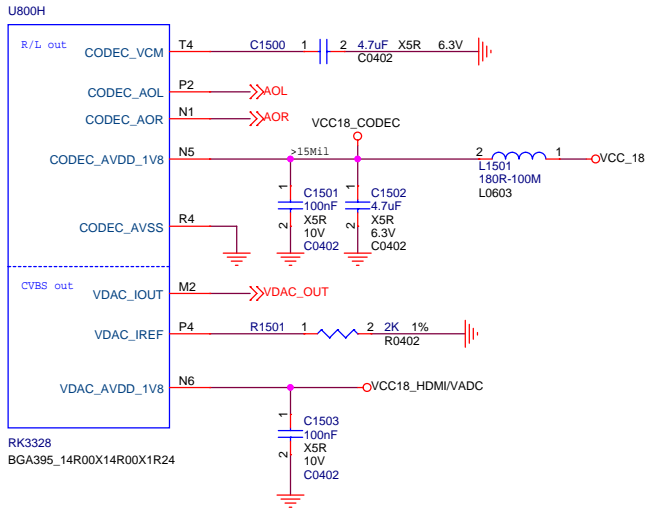 U800H
R/L out
CODEC_VCM T4 C1500 1 2 4.7uF X5R 6.3V
C0402
CODEC_AOL P2 AOL
CODEC_AOR N1 AOR
VCC18_CODEC
CODEC_AVDD_1V8 N5 >15Mil 2 1 VCC_18
L1501
180R-100M
L0603
1 C1501 1 C1502
100nF 4.7uF
2 X5R 2 X5R
10V 6.3V
C0402 C0402
CODEC_AVSS R4
CVBS out
VDAC_IOUT M2 VDAC_OUT
VDAC_IREF P4 R1501 1 2 2K 1%
R0402
VDAC_AVDD_1V8 N6 VCC18_HDMI/VADC
1 C1503
100nF
2 X5R
10V
C0402
RK3328
BGA395_14R00X14R00X1R24